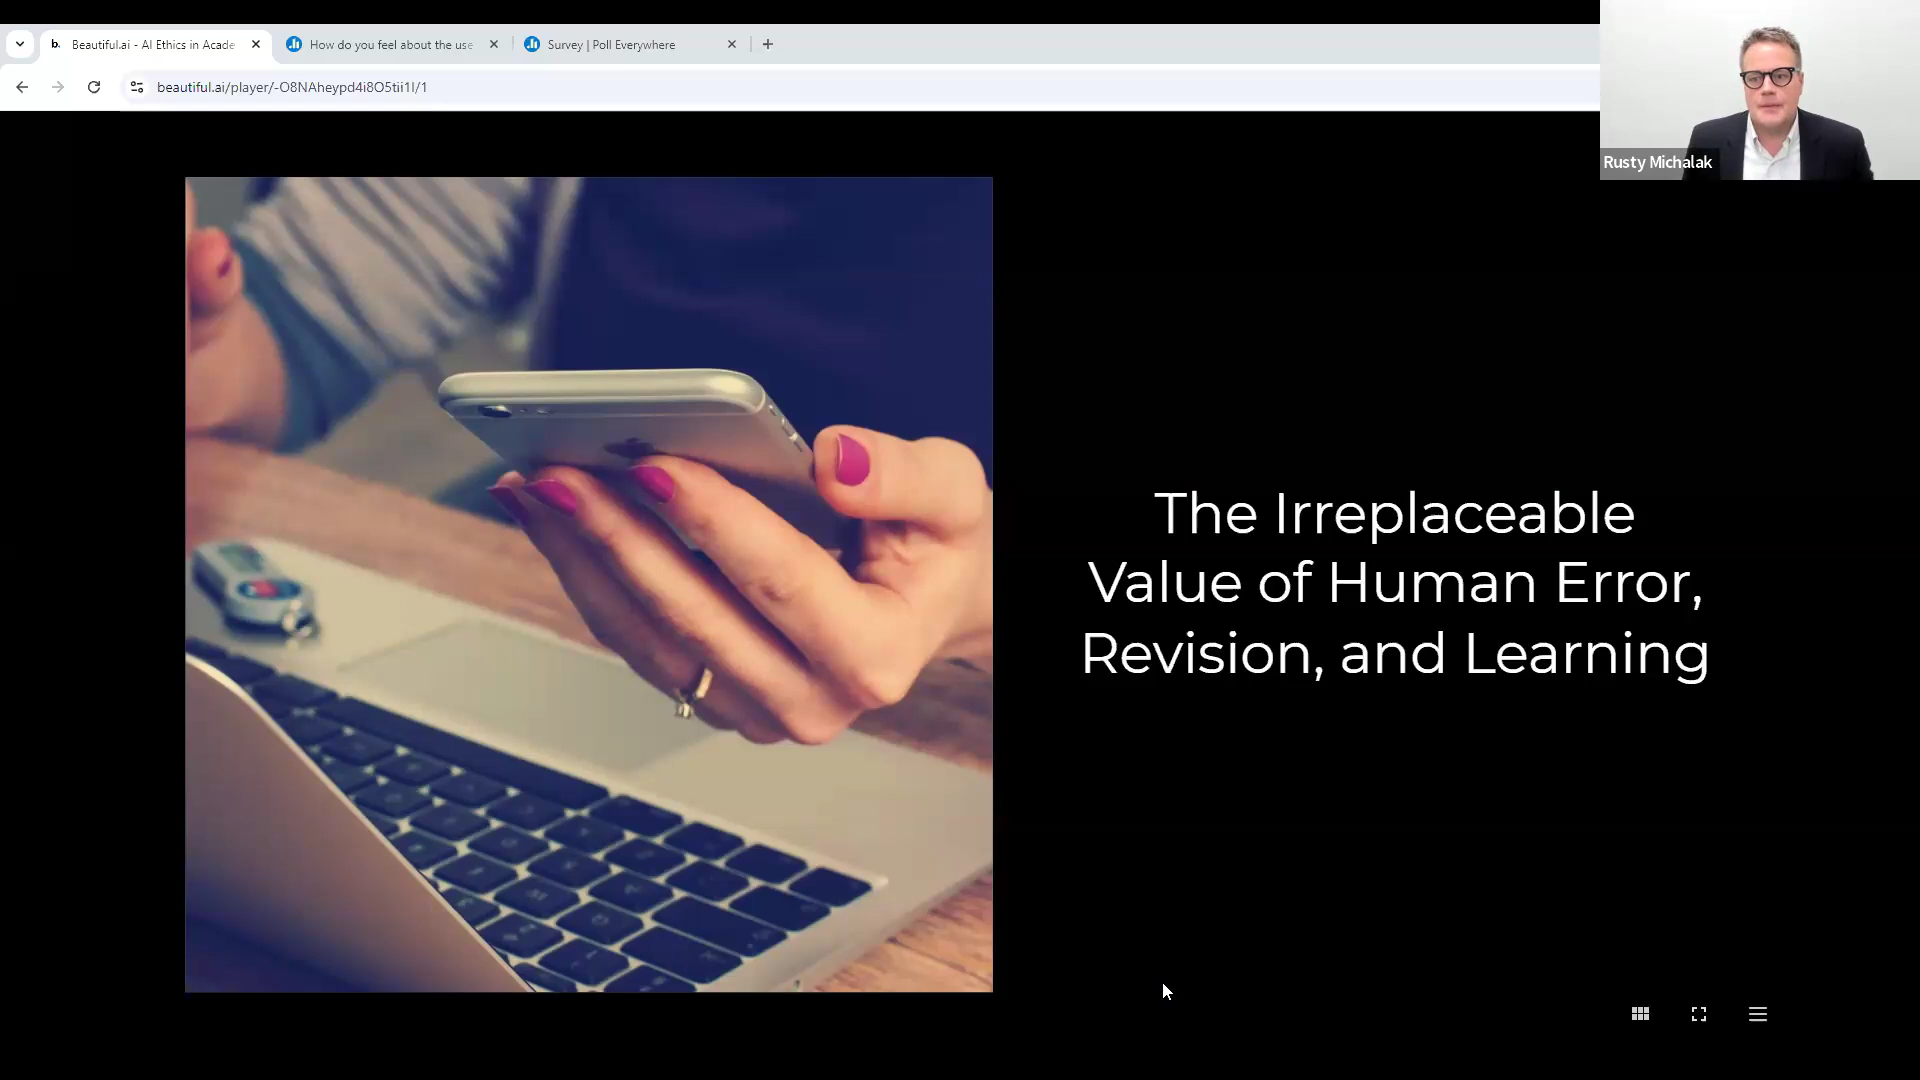 b. Beautiful.ai - AI Ethics in Acade
How do you feel about the use
Survey | Poll Everywhere
beautiful.ai/player/-O8NAheypd4i8O5tii1I/1
Rusty Michalak
The Irreplaceable
Value of Human Error,
Revision, and Learning